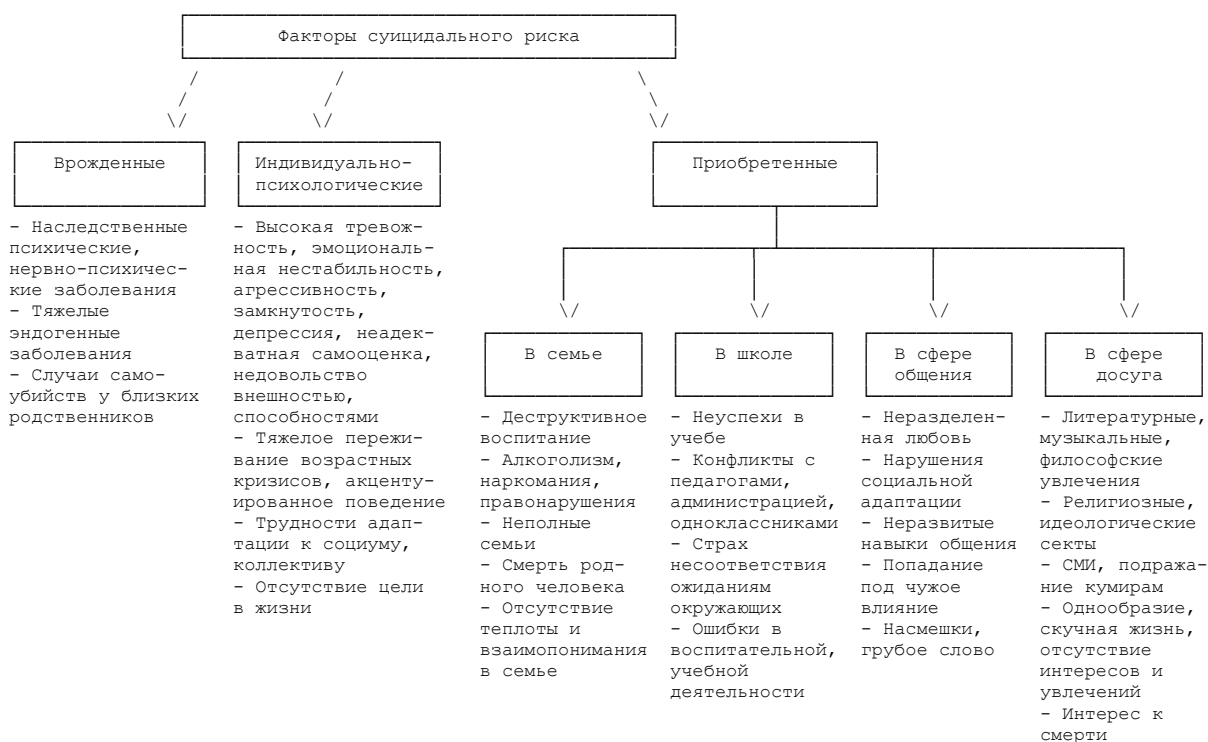 Факторы суицидального риска
Врожденные
- Наследственные
психические,
нервно-психичес-
кие заболевания
- Тяжелые
эндогенные
заболевания
- Случаи само-
убийств у близких
родственников
Индивидуально-
психологические
- Высокая тревож-
ность, эмоциональ-
ная нестабильность,
агрессивность,
замкнутость,
депрессия, неадек-
ватная самооценка,
недовольство
внешностью,
способностями
- Тяжелое пережи-
вание возрастных
кризисов, акценту-
ированное поведение
- Трудности адап-
тации к социуму,
коллективу
- Отсутствие цели
в жизни
Приобретенные
В семье
- Деструктивное
воспитание
- Алкоголизм,
наркомания,
правонарушения
- Неполные
семьи
- Смерть род-
ного человека
- Отсутствие
теплоты и
взаимопонимания
в семье
В школе
- Неуспехи в
учебе
- Конфликты с
педагогами,
администрацией,
одноклассниками
- Страх
несоответствия
ожиданиям
окружающих
- Ошибки в
воспитательной,
учебной
деятельности
В сфере
общения
- Неразделен-
ная любовь
- Нарушения
социальной
адаптации
- Неразвитые
навыки общения
- Попадание
под чужое
влияние
- Насмешки,
грубое слово
В сфере
досуга
- Литературные,
музыкальные,
философские
увлечения
- Религиозные,
идеологические
секты
- СМИ, подража-
ние кумирам
- Однообразие,
скучная жизнь,
отсутствие
интересов и
увлечений
- Интерес к
смерти